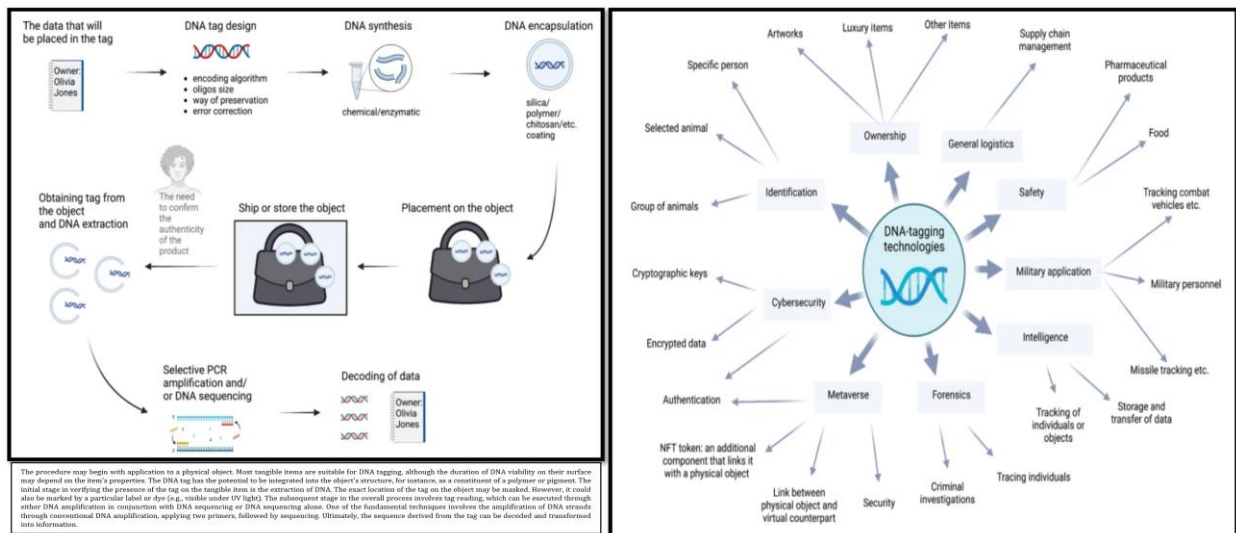 The data that will
be placed in the tag
Owner:
Olivia
Jones
DNA tag design
• encoding algorithm
• oligos size
• way of preservation
• error correction
DNA synthesis
chemical/enzymatic
DNA encapsulation
silica/
polymer/
chitosan/etc.
coating
Obtaining tag from
the object
and DNA extraction
The need
to confirm
the
authenticity
of the
product
Ship or store the object
Placement on the object
Selective PCR
amplification and/
or DNA sequencing
Decoding of data
Owner:
Olivia
Jones
The procedure may begin with application to a physical object. Most tangible items are suitable for DNA tagging, although the duration of DNA viability on their surface
may depend on the item's properties. The DNA tag has the potential to be integrated into the object's structure, for instance, as a constituent of a polymer or pigment. The
initial stage in verifying the presence of the tag on the tangible item is the extraction of DNA. The exact location of the tag on the object may be masked. However, it could
also be marked by a particular label or dye (e.g., visible under UV light). The subsequent stage in the overall process involves tag reading, which can be executed through
either DNA amplification in conjunction with DNA sequencing or DNA sequencing alone. One of the fundamental techniques involves the amplification of DNA strands
through conventional DNA amplification, applying two primers, followed by sequencing. Ultimately, the sequence derived from the tag can be decoded and transformed
into information.
Artworks
Luxury items
Other items
Supply chain
management
Specific person
Pharmaceutical
products
Selected animal
Ownership
General logistics
Food
Identification
Safety
Group of animals
Tracking combat
vehicles etc.
DNA-tagging
technologies
Cryptographic keys
Military application
Military personnel
Cybersecurity
Encrypted data
Intelligence
Missile tracking etc.
Authentication
Metaverse
Forensics
Tracking of
individuals or
objects
Storage and
transfer of data
NFT token: an additional
component that links it
with a physical object
Link between
physical object and
virtual counterpart
Security
Criminal
investigations
Tracing individuals